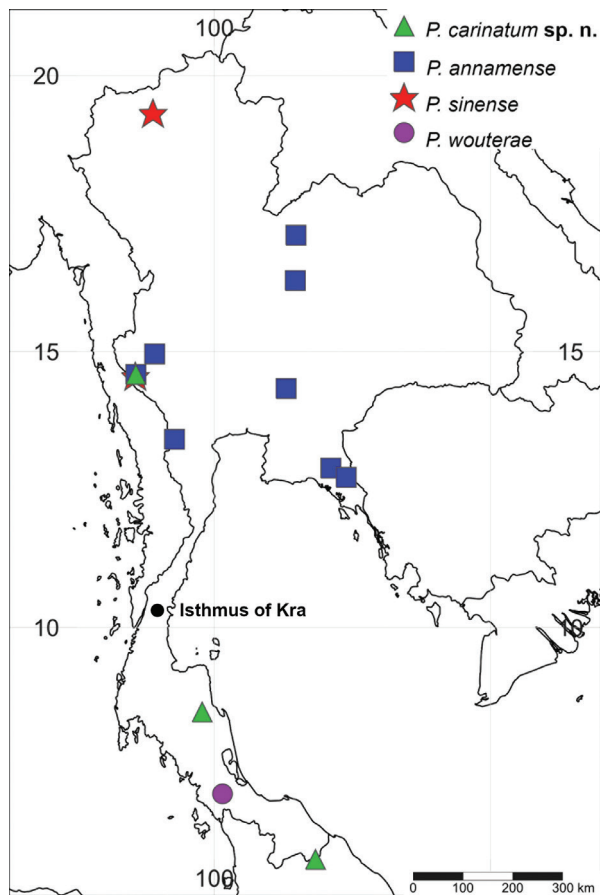 100
P. carinatum sp. n.
20
P. annamense
P. sinense
P. wouterae
15 15
Isthmus of Kra
10 10
100
0 100 200 300 km